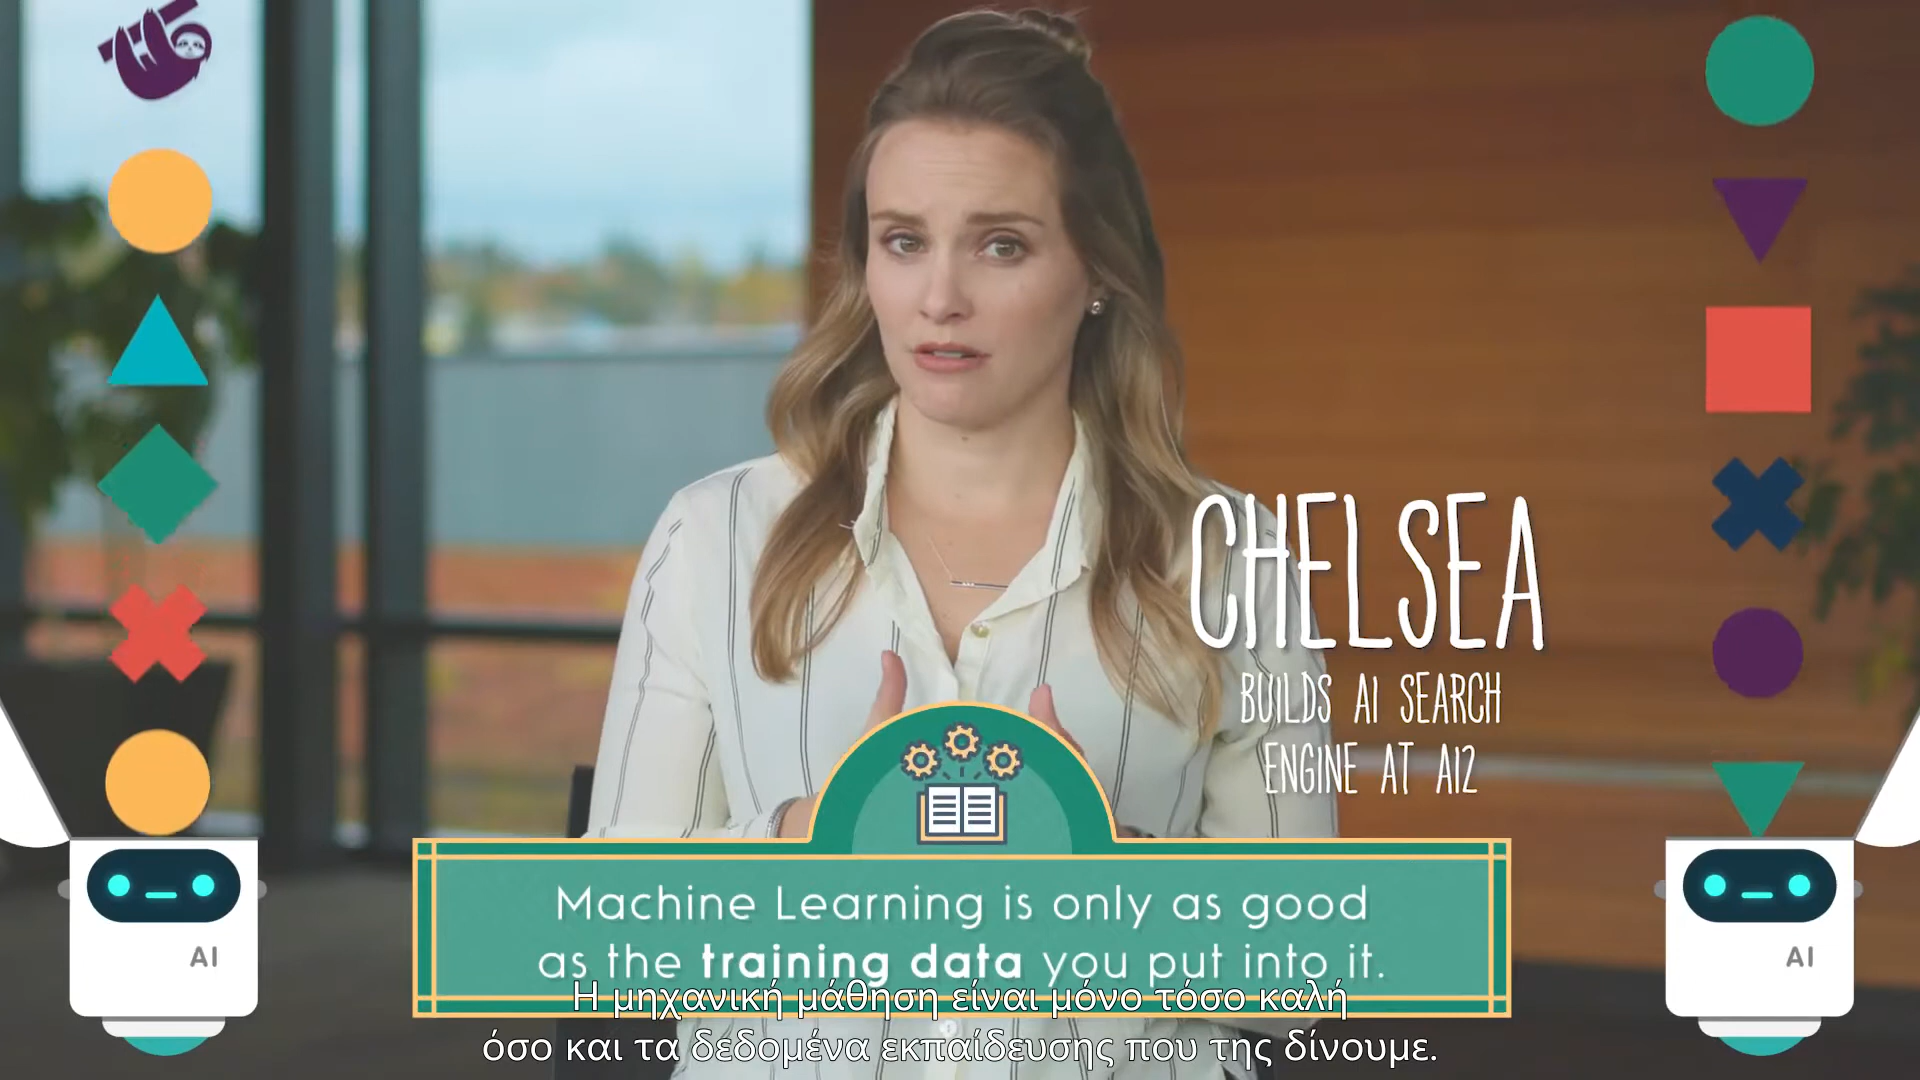 CHELSEA
BUILDS AI SEARCH
ENGINE AT AI2
Machine Learning is only as good
as the training data you put into it.
Η μηχανική μάθηση είναι μόνο τόσο καλή
όσο και τα δεδομένα εκπαίδευσης που της δίνουμε.
AI
AI